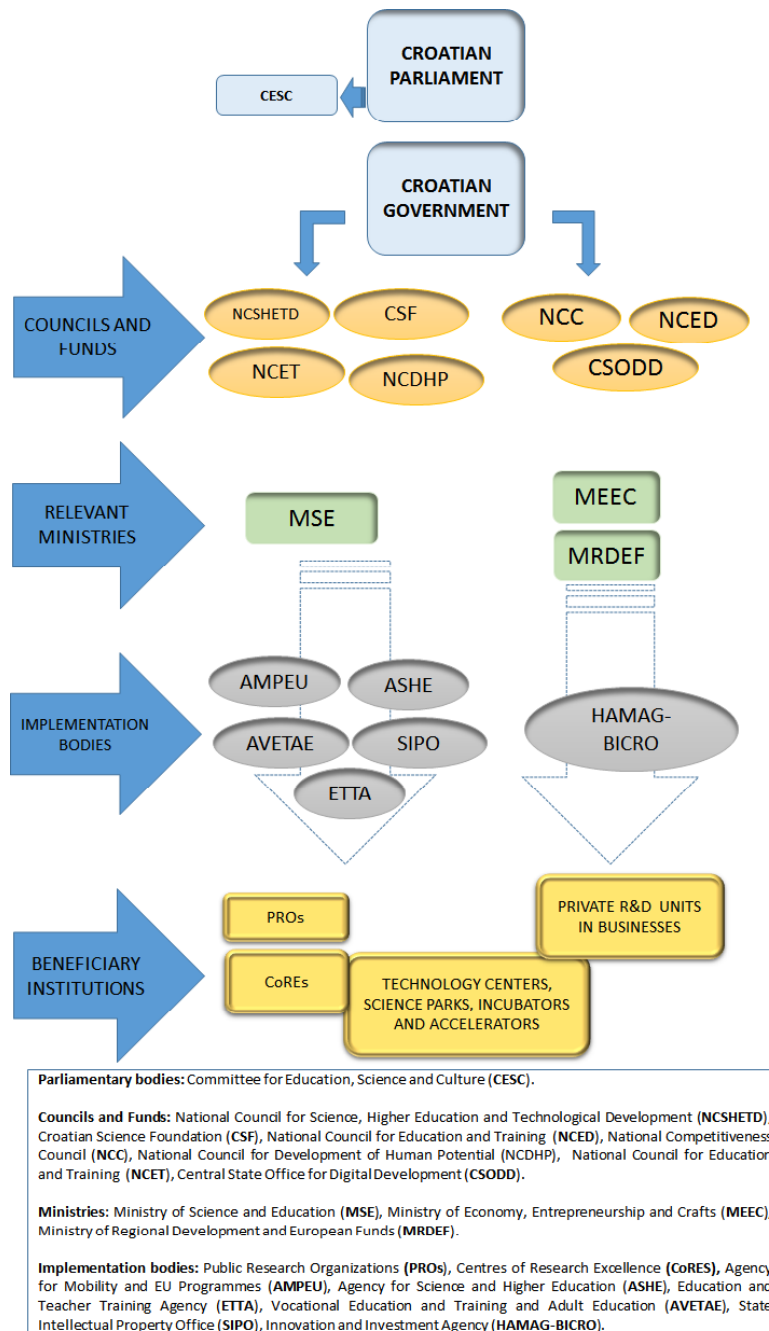 CROATIAN
PARLIAMENT
CESC
CROATIAN
GOVERNMENT
COUNCILS AND
FUNDS
NCSHETD
CSF
NCET
NCDHP
NCC
NCED
CSODD
RELEVANT
MINISTRIES
MSE
MEEC
MRDEF
IMPLEMENTATION
BODIES
AMPEU
ASHE
AVETAE
SIPO
ETTA
HAMAG-
BICRO
BENEFICIARY
INSTITUTIONS
PROs
CoREs
TECHNOLOGY CENTERS,
SCIENCE PARKS, INCUBATORS
AND ACCELERATORS
PRIVATE R&D UNITS
IN BUSINESSES
Parliamentary bodies: Committee for Education, Science and Culture (CESC).
Councils and Funds: National Council for Science, Higher Education and Technological Development (NCSHETD),
Croatian Science Foundation (CSF), National Council for Education and Training (NCED), National Competitiveness
Council (NCC), National Council for Development of Human Potential (NCDHP), National Council for Education
and Training (NCET), Central State Office for Digital Development (CSODD).
Ministries: Ministry of Science and Education (MSE), Ministry of Economy, Entrepreneurship and Crafts (MEEC),
Ministry of Regional Development and European Funds (MRDEF).
Implementation bodies: Public Research Organizations (PROs), Centres of Research Excellence (CoRES), Agency
for Mobility and EU Programmes (AMPEU), Agency for Science and Higher Education (ASHE), Education and
Teacher Training Agency (ETTA), Vocational Education and Training and Adult Education (AVETAE), State
Intellectual Property Office (SIPO), Innovation and Investment Agency (HAMAG-BICRO).